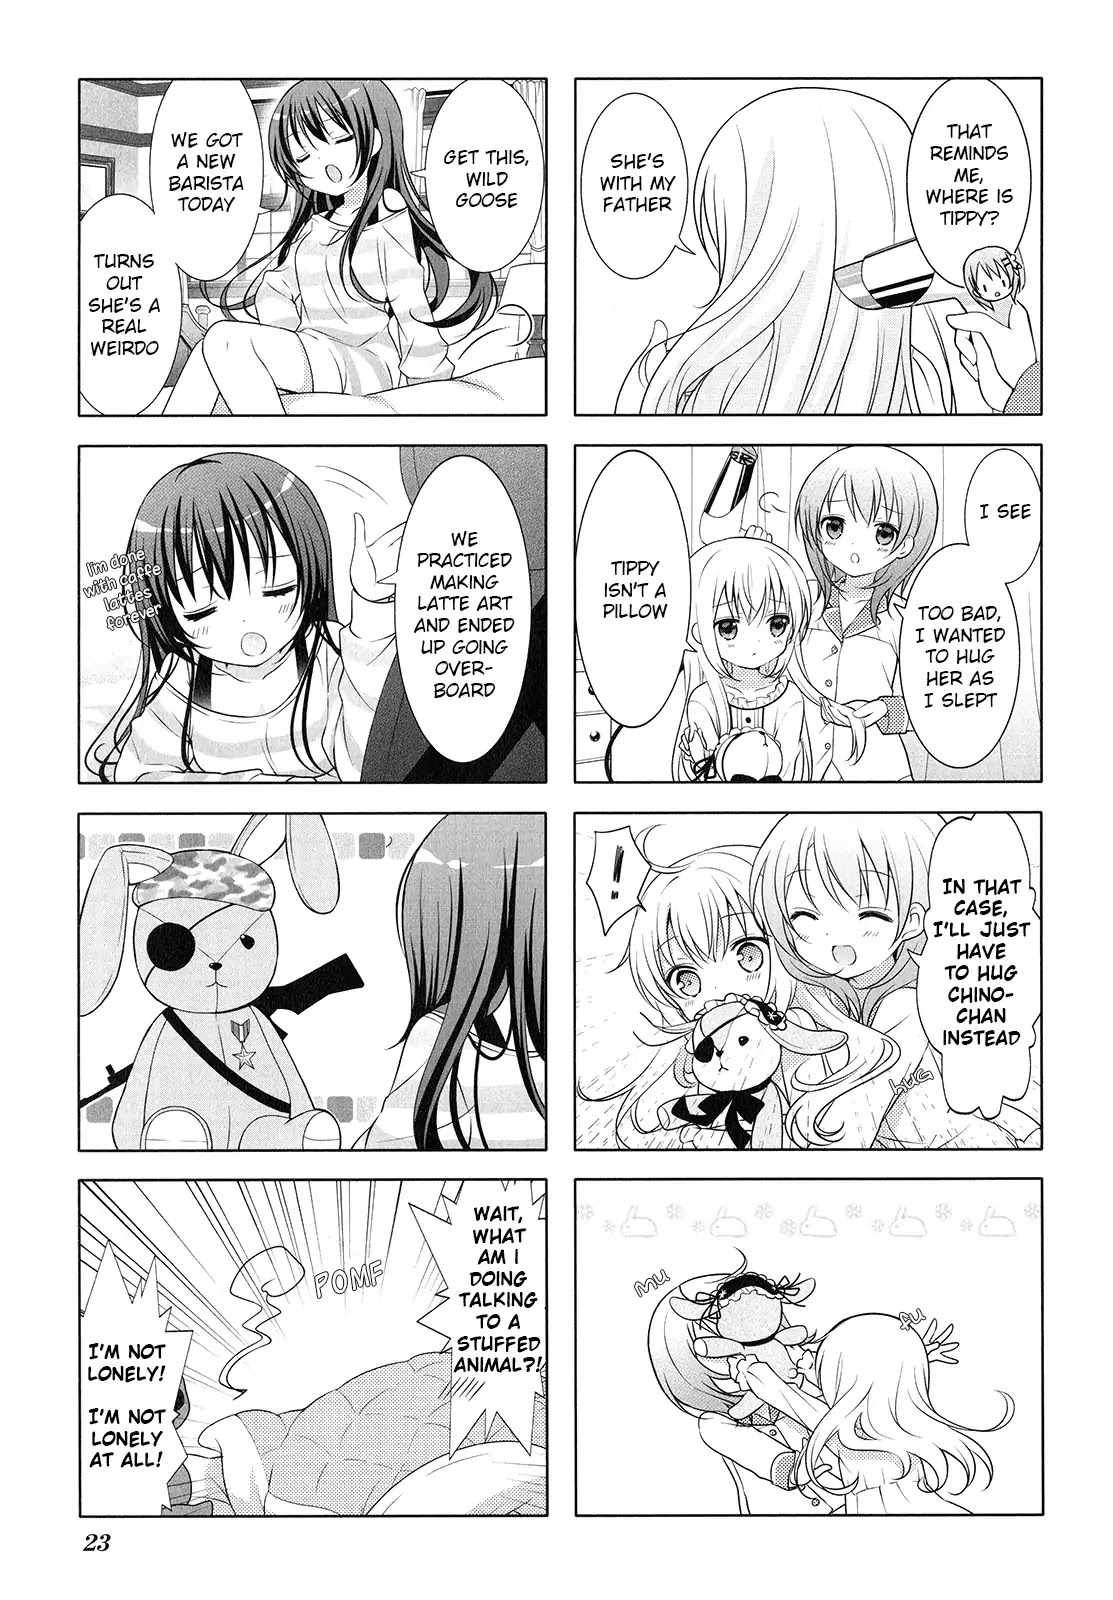 THAT
REMINDS
ME,
WHERE IS
TIPPY?
SHE'S
WITH MY
FATHER
I SEE
TOO BAD,
I WANTED
TO HUG
HER AS
I SLEPT
TIPPY
ISN'T A
PILLOW
IN THAT
CASE,
I'LL JUST
HAVE
TO HUG
CHINO-
CHAN
INSTEAD
!
hug
MU
fu
GET THIS,
WILD
GOOSE
WE GOT
A NEW
BARISTA
TODAY
TURNS
OUT
SHE'S A
REAL
WEIRDO
WE
PRACTICED
MAKING
LATTE ART
AND ENDED
UP GOING
OVER-
BOARD
I'm done
with caffe
lattes
forever
WAIT,
WHAT
AM I
DOING
TALKING
TO A
STUFFED
ANIMAL?!
POMF
I'M NOT
LONELY!
I'M NOT
LONELY
AT ALL!
23